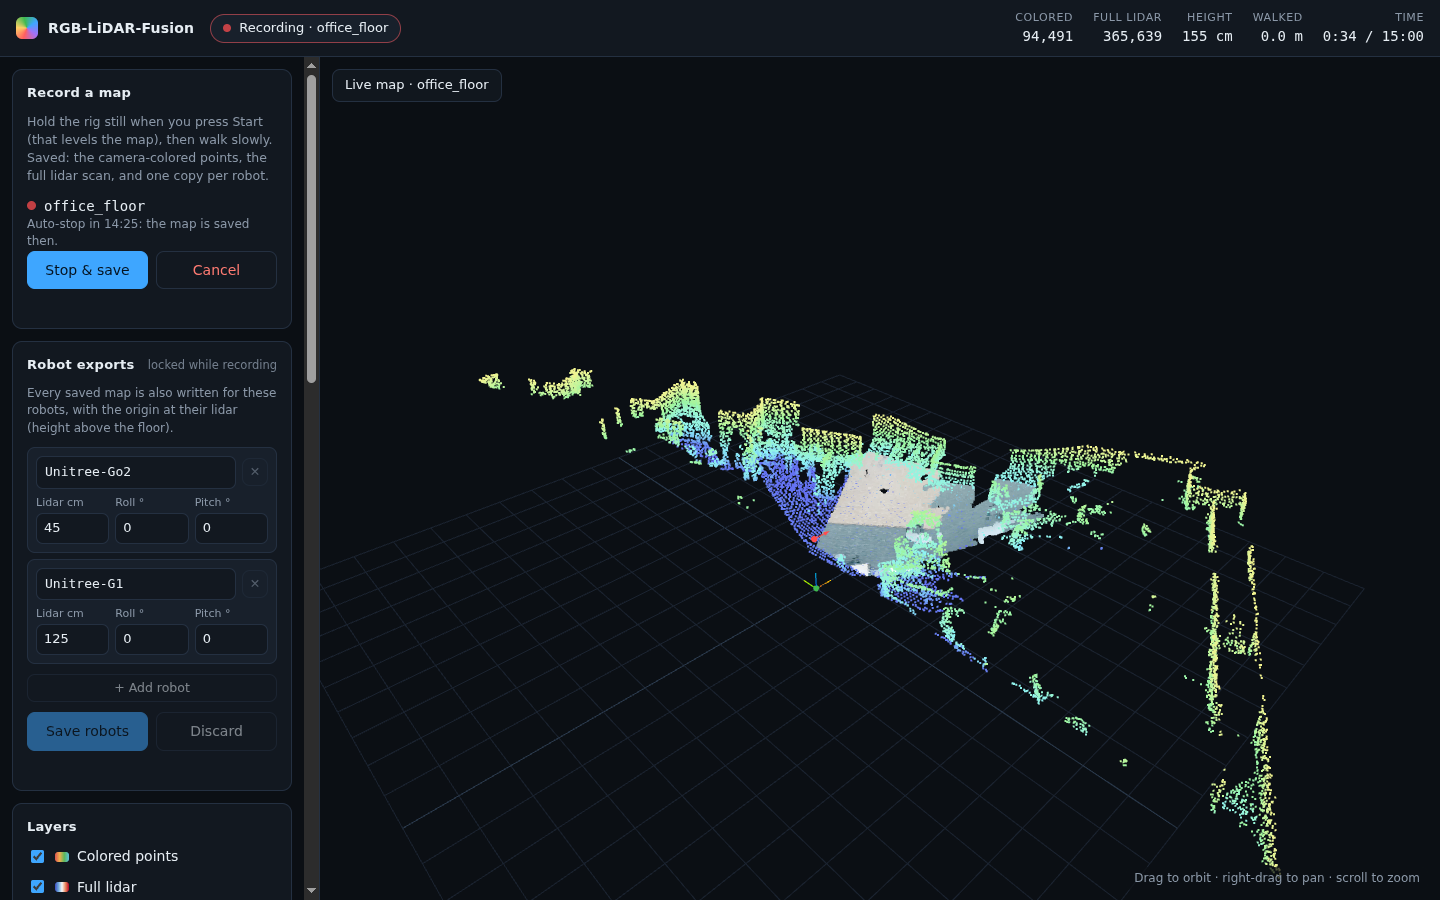 RGB-LiDAR-Fusion
Recording · office_floor
COLORED
94,491
FULL LIDAR
365,639
HEIGHT
155 cm
WALKED
0.0 m
TIME
0:34 / 15:00
Record a map
Hold the rig still when you press Start
(that levels the map), then walk slowly.
Saved: the camera-colored points, the
full lidar scan, and one copy per robot.
office_floor
Auto-stop in 14:25: the map is saved
then.
Stop & save
Cancel
Robot exports
locked while recording
Every saved map is also written for these
robots, with the origin at their lidar
(height above the floor).
Unitree-Go2
×
Lidar cm
Roll °
Pitch °
45
0
0
Unitree-G1
×
Lidar cm
Roll °
Pitch °
125
0
0
+ Add robot
Save robots
Discard
Layers
Colored points
Full lidar
Live map · office_floor
Drag to orbit · right-drag to pan · scroll to zoom